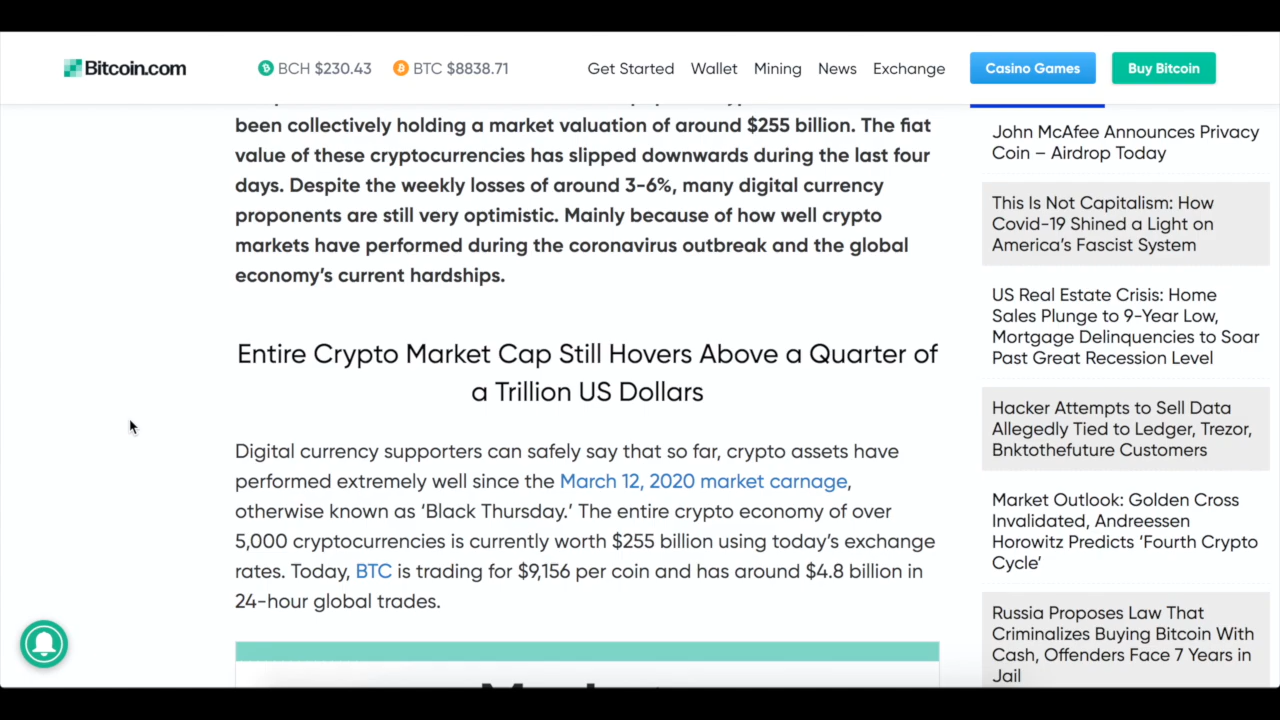 Bitcoin.com
BCH $230.43
BTC $8838.71
Get Started
Wallet
Mining
News
Exchange
Casino Games
Buy Bitcoin
been collectively holding a market valuation of around $255 billion. The fiat
value of these cryptocurrencies has slipped downwards during the last four
days. Despite the weekly losses of around 3-6%, many digital currency
proponents are still very optimistic. Mainly because of how well crypto
markets have performed during the coronavirus outbreak and the global
economy's current hardships.
Entire Crypto Market Cap Still Hovers Above a Quarter of
a Trillion US Dollars
Digital currency supporters can safely say that so far, crypto assets have
performed extremely well since the March 12, 2020 market carnage,
otherwise known as 'Black Thursday.' The entire crypto economy of over
5,000 cryptocurrencies is currently worth $255 billion using today's exchange
rates. Today, BTC is trading for $9,156 per coin and has around $4.8 billion in
24-hour global trades.
John McAfee Announces Privacy
Coin – Airdrop Today
This Is Not Capitalism: How
Covid-19 Shined a Light on
America's Fascist System
US Real Estate Crisis: Home
Sales Plunge to 9-Year Low,
Mortgage Delinquencies to Soar
Past Great Recession Level
Hacker Attempts to Sell Data
Allegedly Tied to Ledger, Trezor,
Bnktothefuture Customers
Market Outlook: Golden Cross
Invalidated, Andreessen
Horowitz Predicts 'Fourth Crypto
Cycle'
Russia Proposes Law That
Criminalizes Buying Bitcoin With
Cash, Offenders Face 7 Years in
Jail